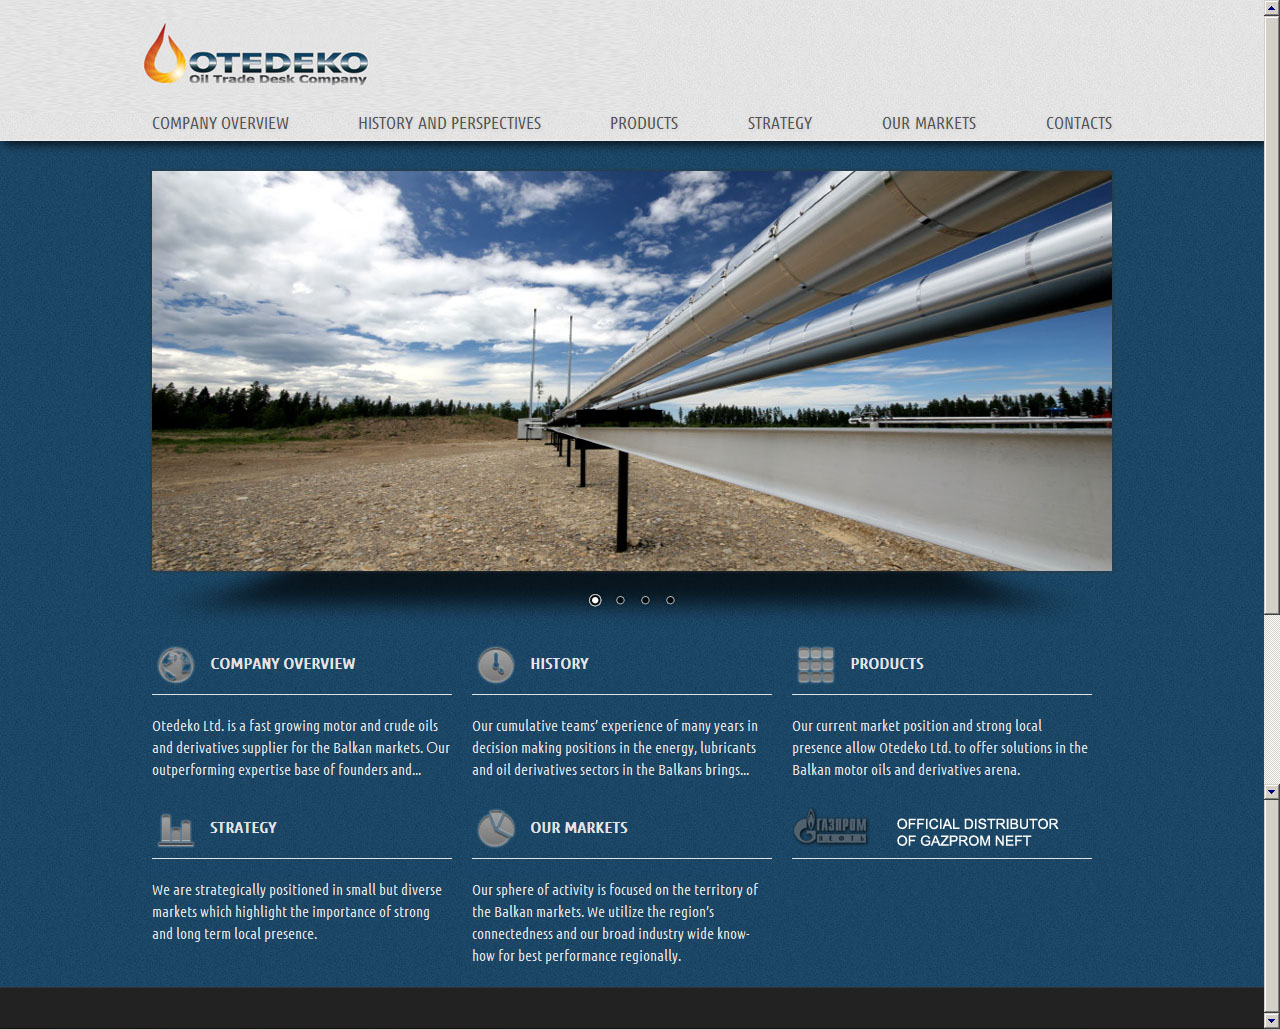 OTEDEKO
Oil Trade Desk Company
COMPANY OVERVIEW HISTORY AND PERSPECTIVES PRODUCTS STRATEGY OUR MARKETS CONTACTS
COMPANY OVERVIEW
Otedeko Ltd. is a fast growing motor and crude oils
and derivatives supplier for the Balkan markets. Our
outperforming expertise base of founders and...
HISTORY
Our cumulative teams’ experience of many years in
decision making positions in the energy, lubricants
and oil derivatives sectors in the Balkans brings...
PRODUCTS
Our current market position and strong local
presence allow Otedeko Ltd. to offer solutions in the
Balkan motor oils and derivatives arena.
STRATEGY
We are strategically positioned in small but diverse
markets which highlight the importance of strong
and long term local presence.
OUR MARKETS
Our sphere of activity is focused on the territory of
the Balkan markets. We utilize the region’s
connectedness and our broad industry wide know-
how for best performance regionally.
ГАЗПРОМ
НЕФТЬ
OFFICIAL DISTRIBUTOR
OF GAZPROM NEFT